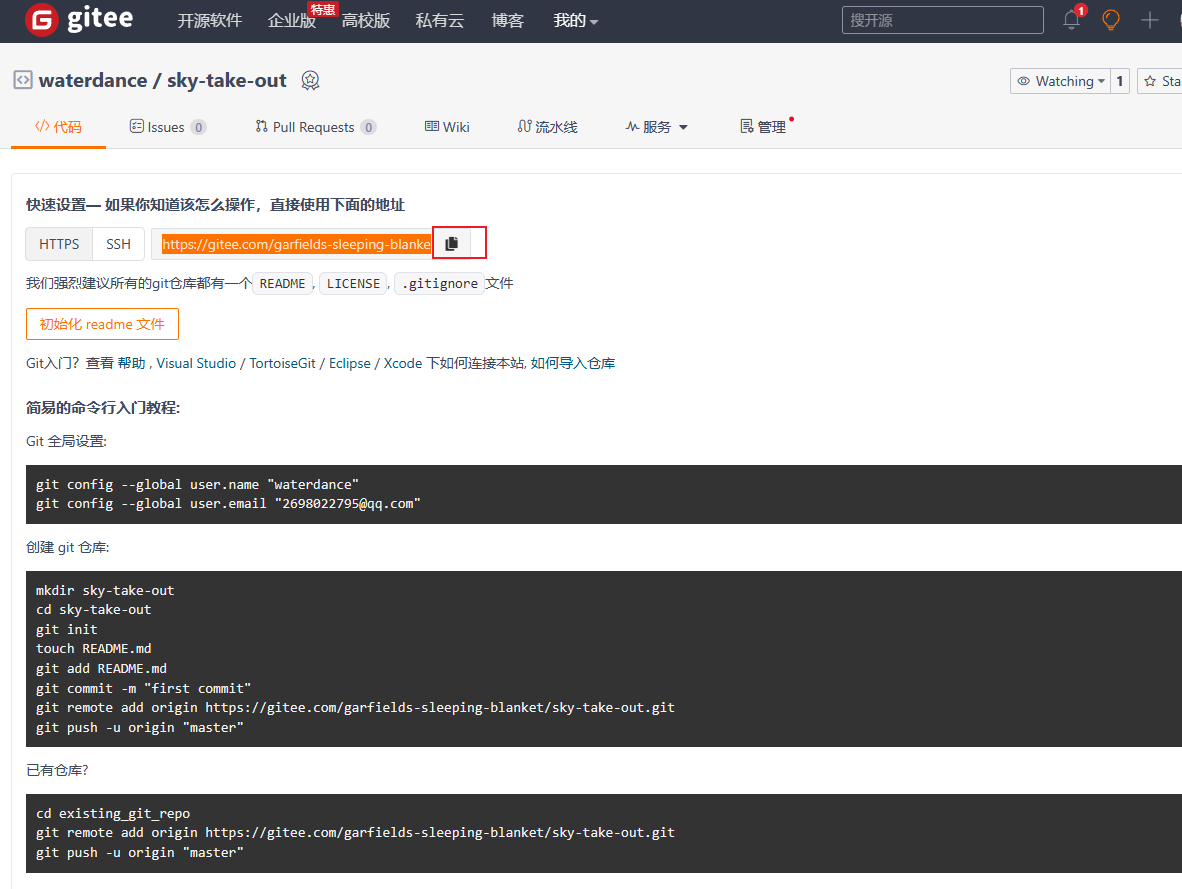 gitee 开源软件 企业版 特惠 高校版 私有云 博客 我的 搜开源 1
waterdance / sky-take-out Watching 1 Sta
代码 Issues 0 Pull Requests 0 Wiki 流水线 服务 管理
快速设置— 如果你知道该怎么操作，直接使用下面的地址
HTTPS SSH https://gitee.com/garfields-sleeping-blanke
我们强烈建议所有的git仓库都有一个 README , LICENSE , .gitignore 文件
初始化 readme 文件
Git入门？查看 帮助 , Visual Studio / TortoiseGit / Eclipse / Xcode 下如何连接本站, 如何导入仓库
简易的命令行入门教程:
Git 全局设置:
git config --global user.name "waterdance"
git config --global user.email "2698022795@qq.com"
创建 git 仓库:
mkdir sky-take-out
cd sky-take-out
git init
touch README.md
git add README.md
git commit -m "first commit"
git remote add origin https://gitee.com/garfields-sleeping-blanket/sky-take-out.git
git push -u origin "master"
已有仓库?
cd existing_git_repo
git remote add origin https://gitee.com/garfields-sleeping-blanket/sky-take-out.git
git push -u origin "master"